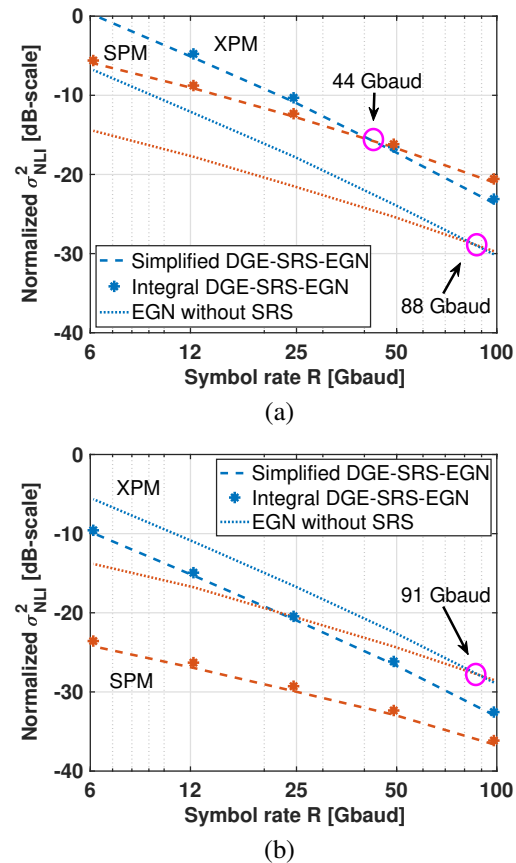 0
SPM
XPM
44 Gbaud
-10
-20
-30
-40
Normalized σ²NLI [dB-scale]
Simplified DGE-SRS-EGN
Integral DGE-SRS-EGN
EGN without SRS
88 Gbaud
6 12 25 50 100
Symbol rate R [Gbaud]
(a)
0
XPM
Simplified DGE-SRS-EGN
Integral DGE-SRS-EGN
EGN without SRS
-10
91 Gbaud
-20
SPM
-30
-40
Normalized σ²NLI [dB-scale]
6 12 25 50 100
Symbol rate R [Gbaud]
(b)